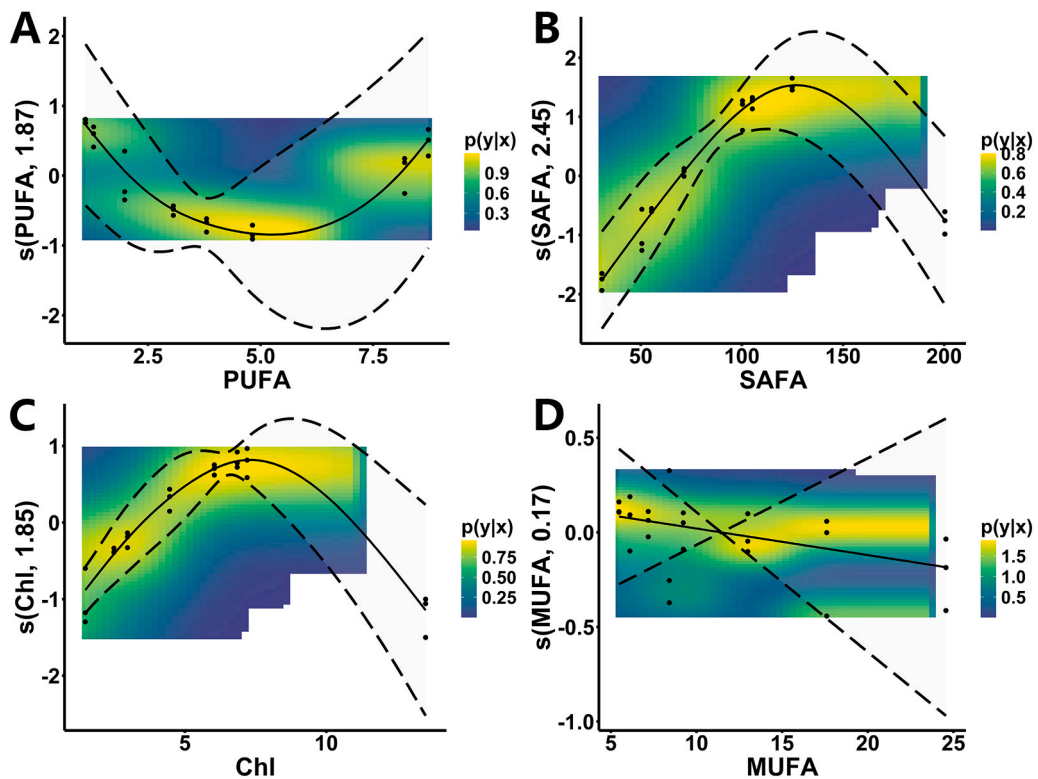 A
s(PUFA, 1.87)
2
1
0
-1
-2
2.5
5.0
7.5
PUFA
p(y|x)
0.9
0.6
0.3
B
s(SAFA, 2.45)
2
1
0
-1
-2
50
100
150
200
SAFA
p(y|x)
0.8
0.6
0.4
0.2
C
s(Chl, 1.85)
1
0
-1
-2
5
10
Chl
p(y|x)
0.75
0.50
0.25
D
s(MUFA, 0.17)
0.5
0.0
-0.5
-1.0
5
10
15
20
25
MUFA
p(y|x)
1.5
1.0
0.5